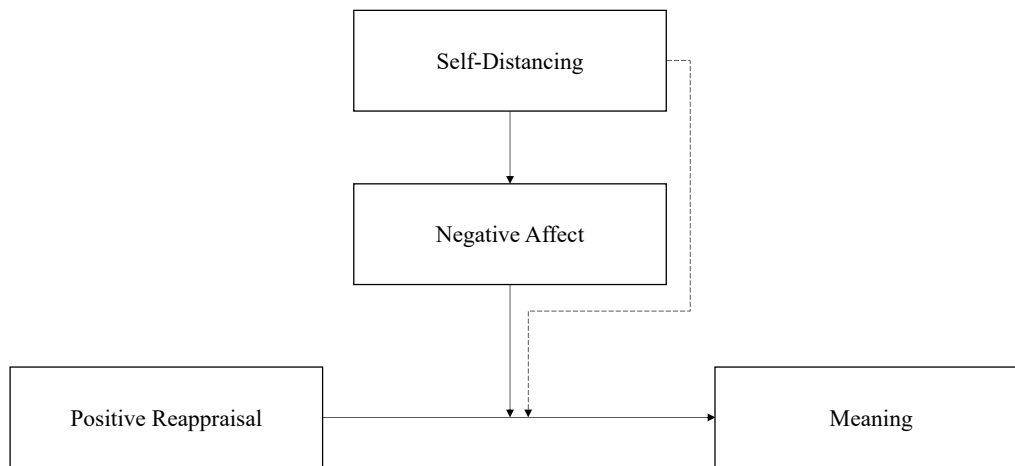 Self-Distancing
Negative Affect
Positive Reappraisal
Meaning